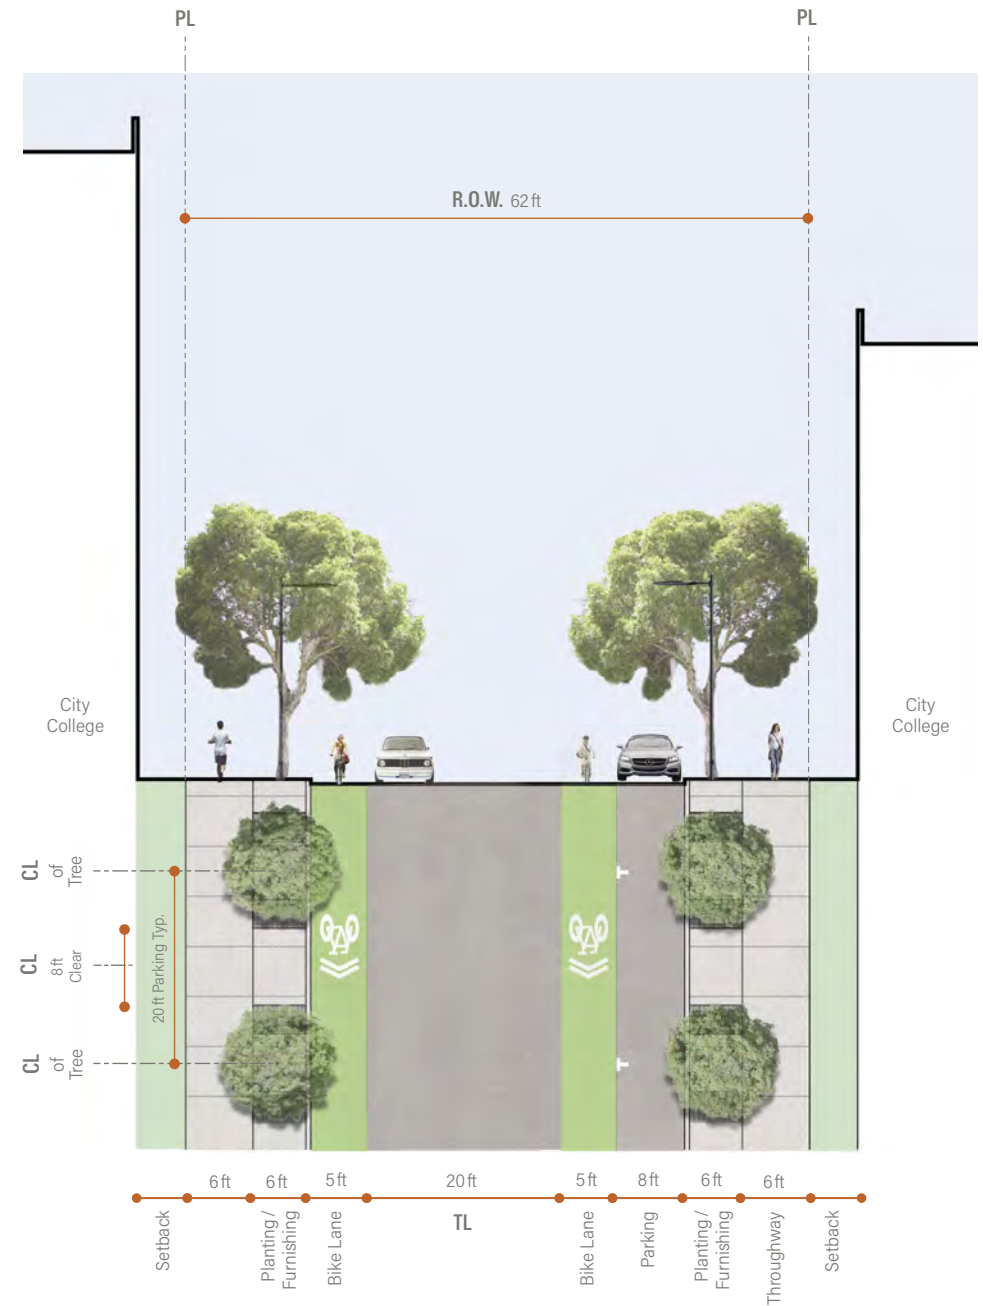 PL
PL
R.O.W. 62 ft
City
College
City
College
CL
of
Tree
CL
8 ft
Clear
CL
of
Tree
20 ft Parking Typ.
6 ft
6 ft
5 ft
20 ft
5 ft
8 ft
6 ft
6 ft
Setback
Planting /
Furnishing
Bike Lane
TL
Bike Lane
Parking
Planting /
Furnishing
Throughway
Setback